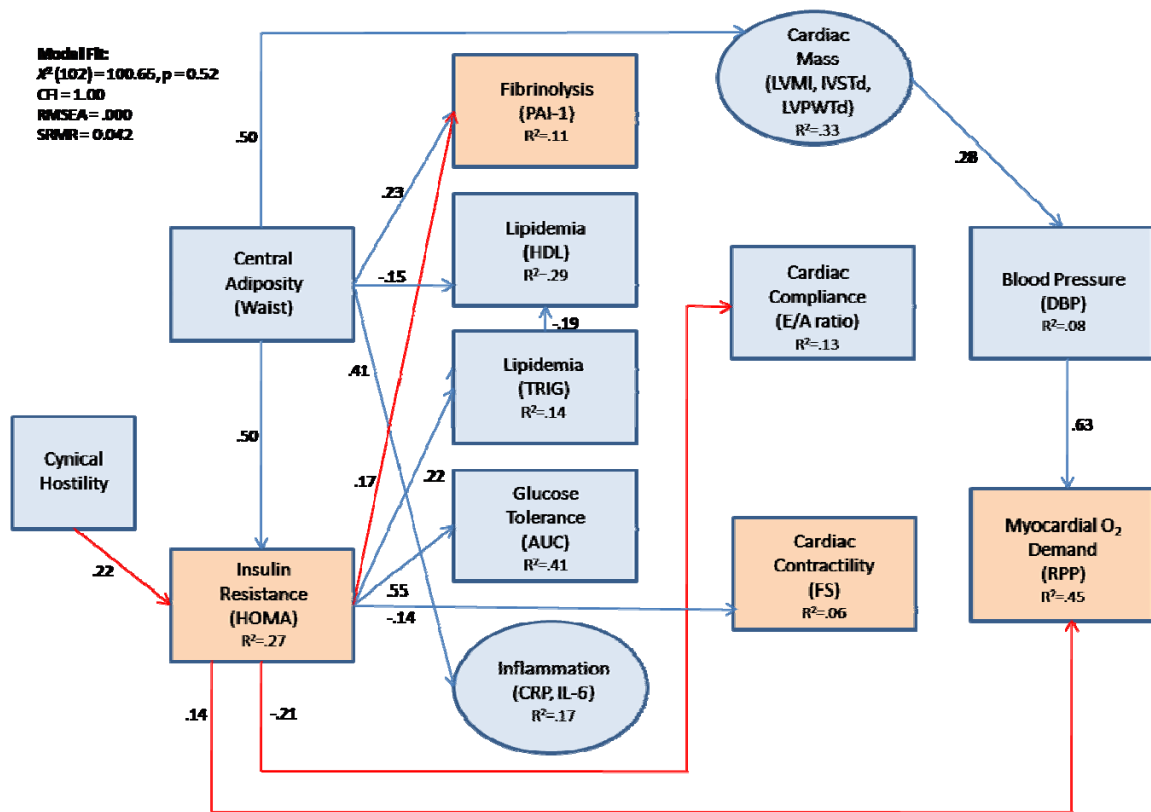 Model Fit:
X² (102) = 100.65, p = 0.52
CFI = 1.00
RMSEA = .000
SRMR = 0.042
Cardiac
Mass
(LVMI, IVSTd,
LVPWTd)
R²=.33
Fibrinolysis
(PAI-1)
R²=.11
.50
.28
.23
Central
Adiposity
(Waist)
-.15
Lipidemia
(HDL)
R²=.29
Cardiac
Compliance
(E/A ratio)
R²=.13
Blood Pressure
(DBP)
R²=.08
-.19
.41
Lipidemia
(TRIG)
R²=.14
.50
.63
Cynical
Hostility
.17
.22
Glucose
Tolerance
(AUC)
R²=.41
Cardiac
Contractility
(FS)
R²=.06
Myocardial O₂
Demand
(RPP)
R²=.45
.22
Insulin
Resistance
(HOMA)
R²=.27
.55
-.14
Inflammation
(CRP, IL-6)
R²=.17
.14
-.21